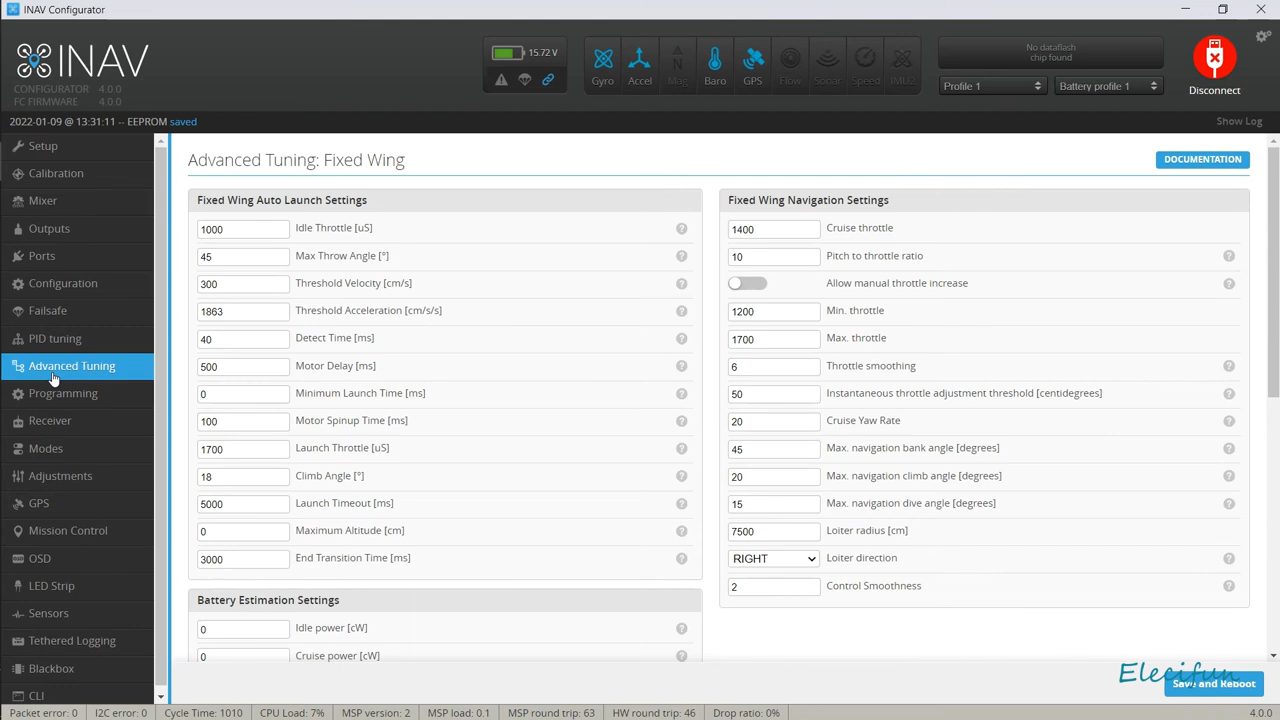 INAV Configurator
INAV
CONFIGURATOR 4.0.0
FC FIRMWARE 4.0.0
15.72 V
Gyro
Accel
Mag
Baro
GPS
Flow
Sonar
Speed
IMU2
No dataflash
chip found
Profile 1
Battery profile 1
Disconnect
2022-01-09 @ 13:31:11 -- EEPROM saved
Show Log
Setup
Calibration
Mixer
Outputs
Ports
Configuration
Failsafe
PID tuning
Advanced Tuning
Programming
Receiver
Modes
Adjustments
GPS
Mission Control
OSD
LED Strip
Sensors
Tethered Logging
Blackbox
CLI
Advanced Tuning: Fixed Wing
DOCUMENTATION
Fixed Wing Auto Launch Settings
1000 Idle Throttle [uS] ?
45 Max Throw Angle [°] ?
300 Threshold Velocity [cm/s] ?
1863 Threshold Acceleration [cm/s/s] ?
40 Detect Time [ms] ?
500 Motor Delay [ms] ?
0 Minimum Launch Time [ms] ?
100 Motor Spinup Time [ms] ?
1700 Launch Throttle [uS] ?
18 Climb Angle [°] ?
5000 Launch Timeout [ms] ?
0 Maximum Altitude [cm] ?
3000 End Transition Time [ms] ?
Battery Estimation Settings
0 Idle power [cW] ?
0 Cruise power [cW] ?
Fixed Wing Navigation Settings
1400 Cruise throttle
10 Pitch to throttle ratio ?
Allow manual throttle increase ?
1200 Min. throttle
1700 Max. throttle
6 Throttle smoothing ?
50 Instantaneous throttle adjustment threshold [centidegrees] ?
20 Cruise Yaw Rate ?
45 Max. navigation bank angle [degrees] ?
20 Max. navigation climb angle [degrees] ?
15 Max. navigation dive angle [degrees] ?
7500 Loiter radius [cm]
RIGHT Loiter direction ?
2 Control Smoothness ?
Elecifun
Save and Reboot
Packet error: 0
I2C error: 0
Cycle Time: 1010
CPU Load: 7%
MSP version: 2
MSP load: 0.1
MSP round trip: 63
HW round trip: 46
Drop ratio: 0%
4.0.0